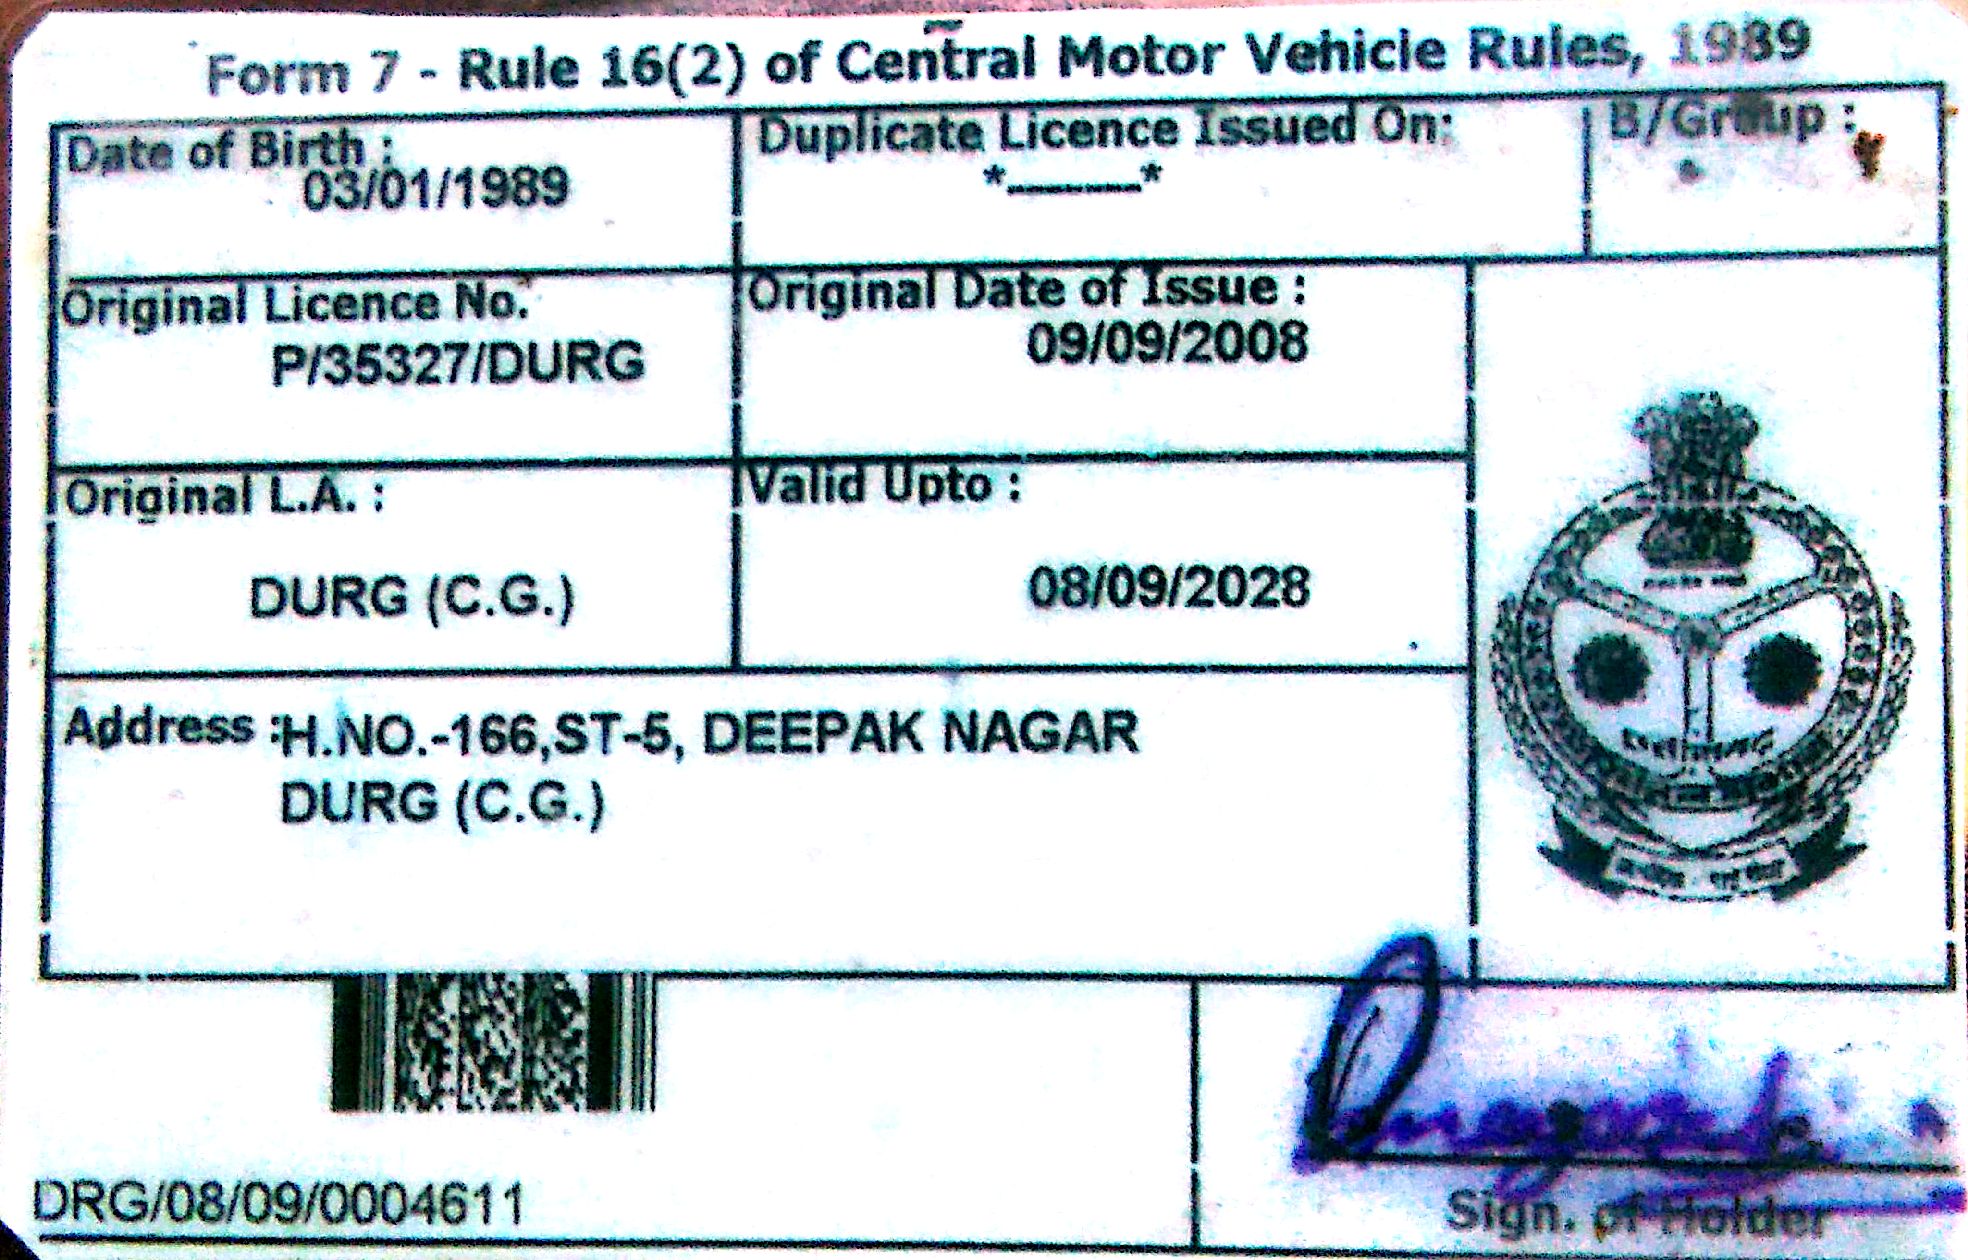 Form 7 - Rule 16(2) of Central Motor Vehicle Rules, 1989
Date of Birth :
03/01/1989
Duplicate Licence Issued On:
*______*
B/Group :
Original Licence No.
P/35327/DURG
Original Date of Issue :
09/09/2008
Original L.A. :
DURG (C.G.)
Valid Upto :
08/09/2028
Address :H.NO.-166,ST-5, DEEPAK NAGAR
DURG (C.G.)
DRG/08/09/0004611
Sign. of Holder